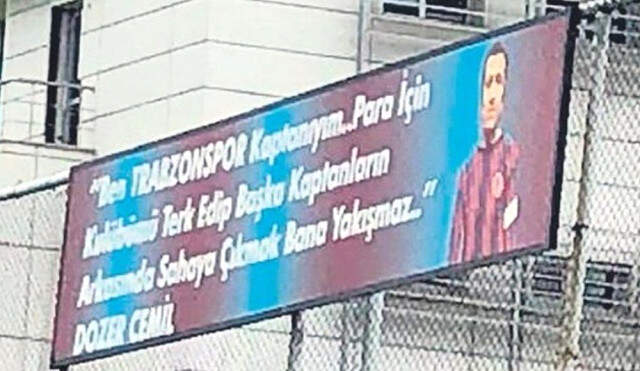 "Ben TRABZONSPOR Kaptanıyım...Para İçin
Kulübümü Terk Edip Başka Kaptanların
Arkasında Sahaya Çıkmak Bana Yakışmaz..."
DOZER CEMİL